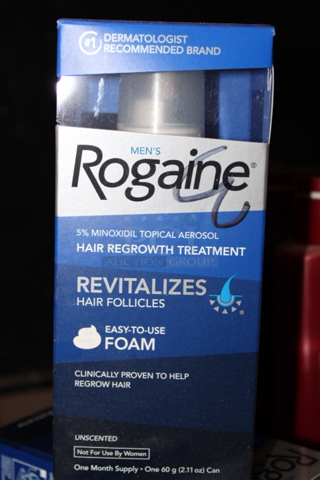 #1 DERMATOLOGIST
RECOMMENDED BRAND
MEN'S
Rogaine®
5% MINOXIDIL TOPICAL AEROSOL
HAIR REGROWTH TREATMENT
AUCTION GROUP
REVITALIZES
HAIR FOLLICLES
EASY-TO-USE
FOAM
CLINICALLY PROVEN TO HELP
REGROW HAIR
UNSCENTED
Not For Use By Women
One Month Supply • One 60 g (2.11 oz) Can